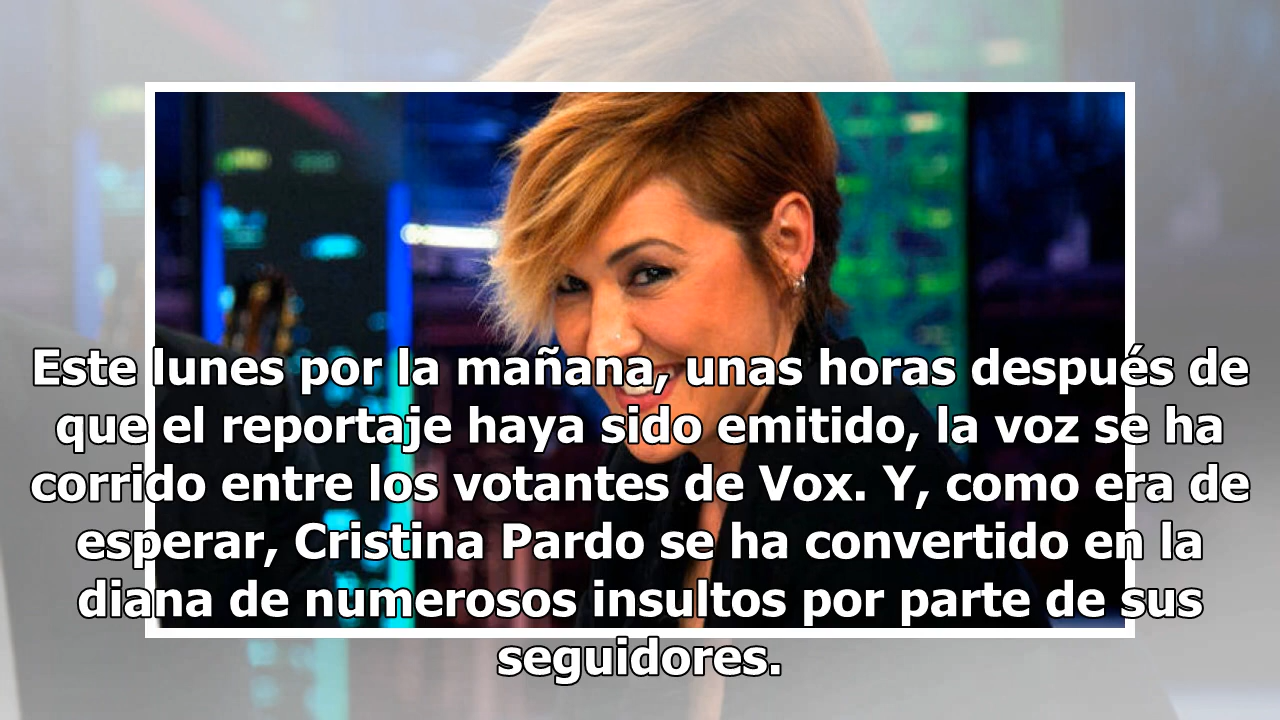 Este lunes por la mañana, unas horas después de
que el reportaje haya sido emitido, la voz se ha
corrido entre los votantes de Vox. Y, como era de
esperar, Cristina Pardo se ha convertido en la
diana de numerosos insultos por parte de sus
seguidores.